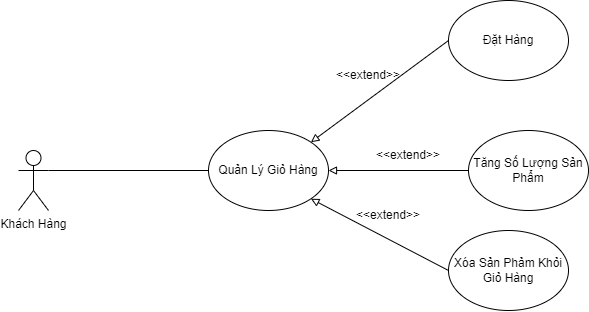 Đặt Hàng
<<extend>>
<<extend>>
Quản Lý Giỏ Hàng
Tăng Số Lượng Sản
Phẩm
<<extend>>
Khách Hàng
Xóa Sản Phảm Khỏi
Giỏ Hàng